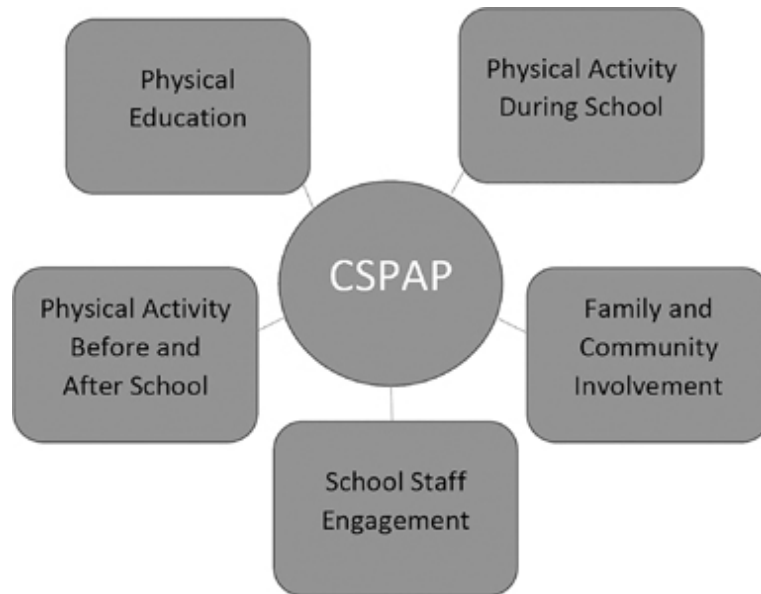 Physical
Education
Physical Activity
During School
CSPAP
Physical Activity
Before and
After School
Family and
Community
Involvement
School Staff
Engagement